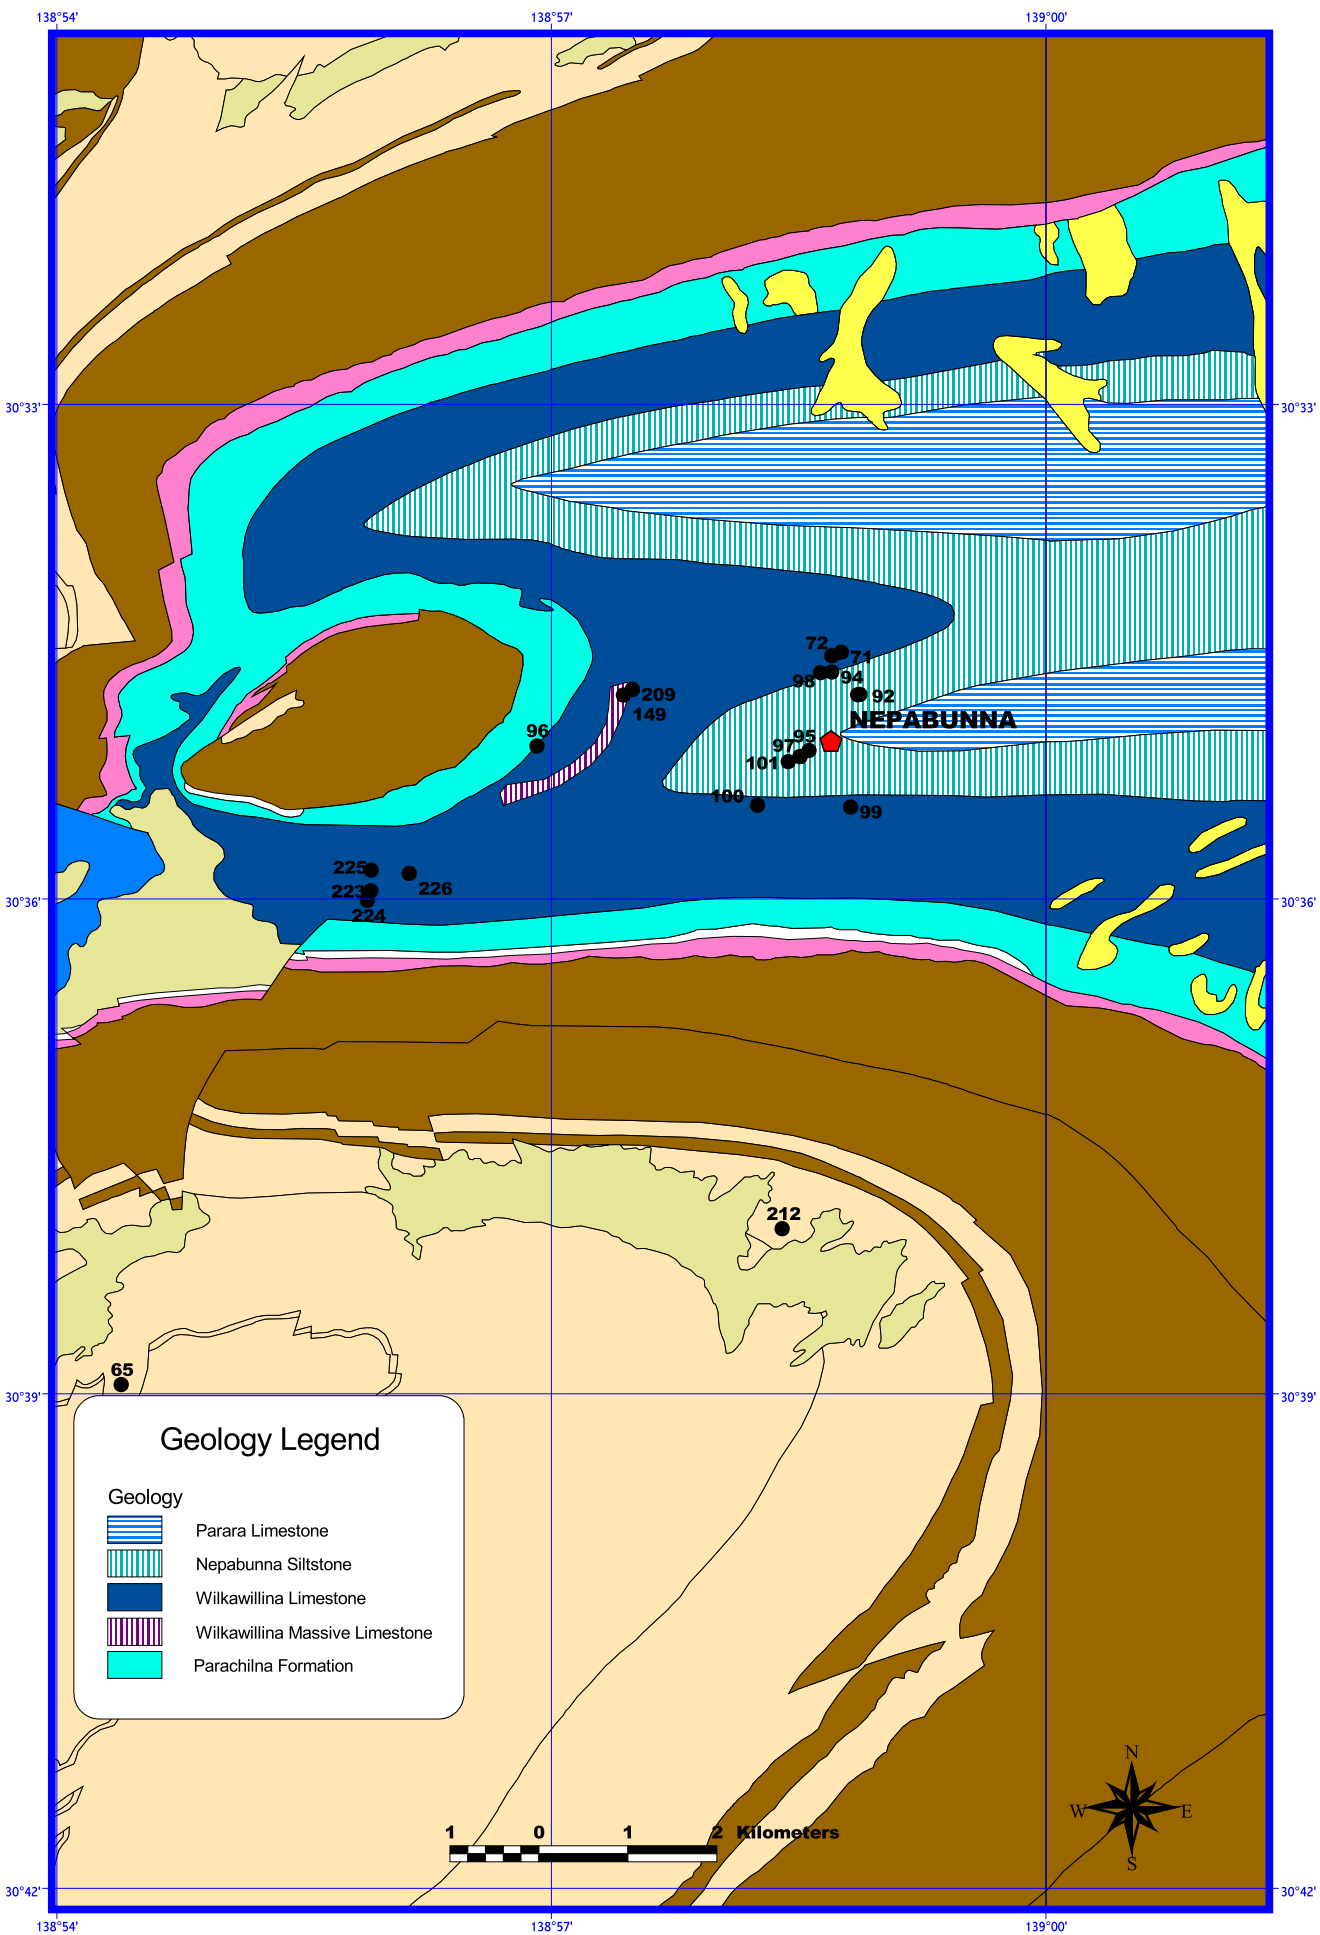 138°54' 138°57' 139°00'
30°33' 30°33'
72
71
98 94
92
209
149
NEPABUNNA
96
97 95
101
100
99
225
226
223
30°36' 30°36'
224
212
65
30°39' 30°39'
Geology Legend
Geology
Parara Limestone
Nepabunna Siltstone
Wilkawillina Limestone
Wilkawillina Massive Limestone
Parachilna Formation
N
W E
S
1 0 1 2 Kilometers
30°42' 30°42'
138°54' 138°57' 139°00'